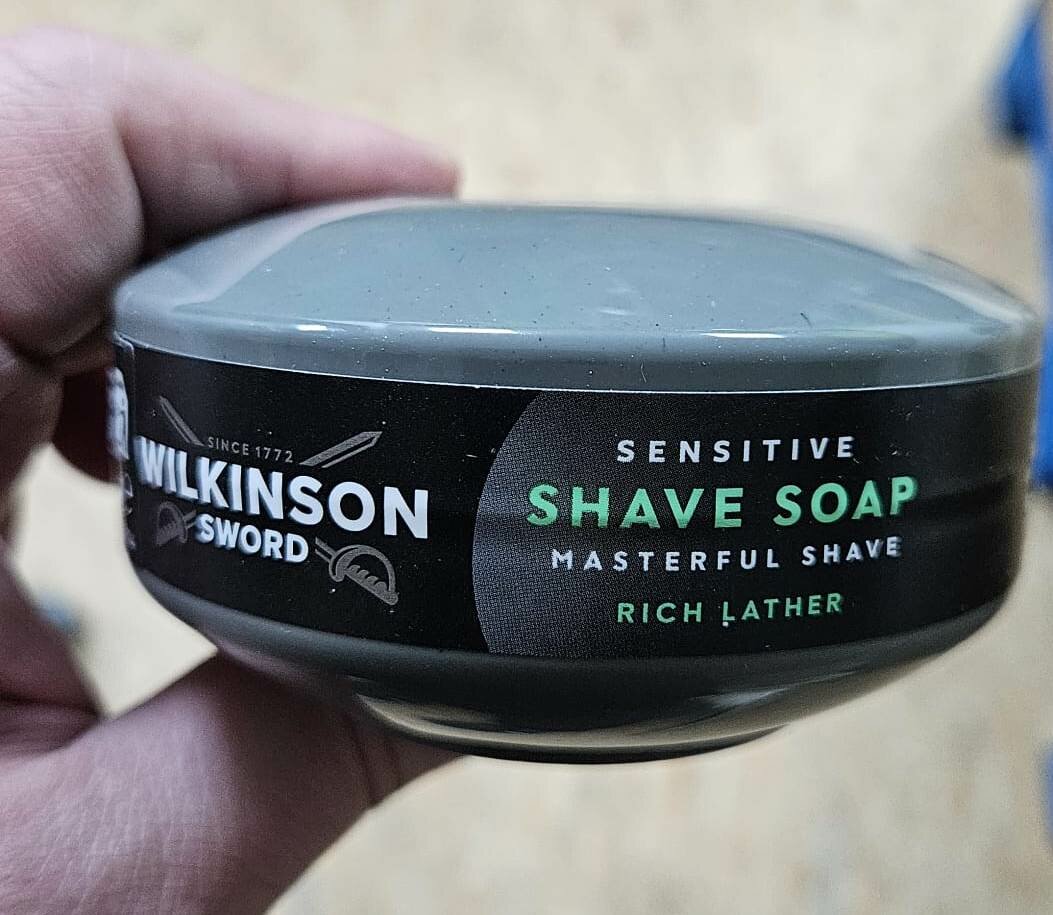 SINCE 1772
WILKINSON
SWORD
SENSITIVE
SHAVE SOAP
MASTERFUL SHAVE
RICH LATHER